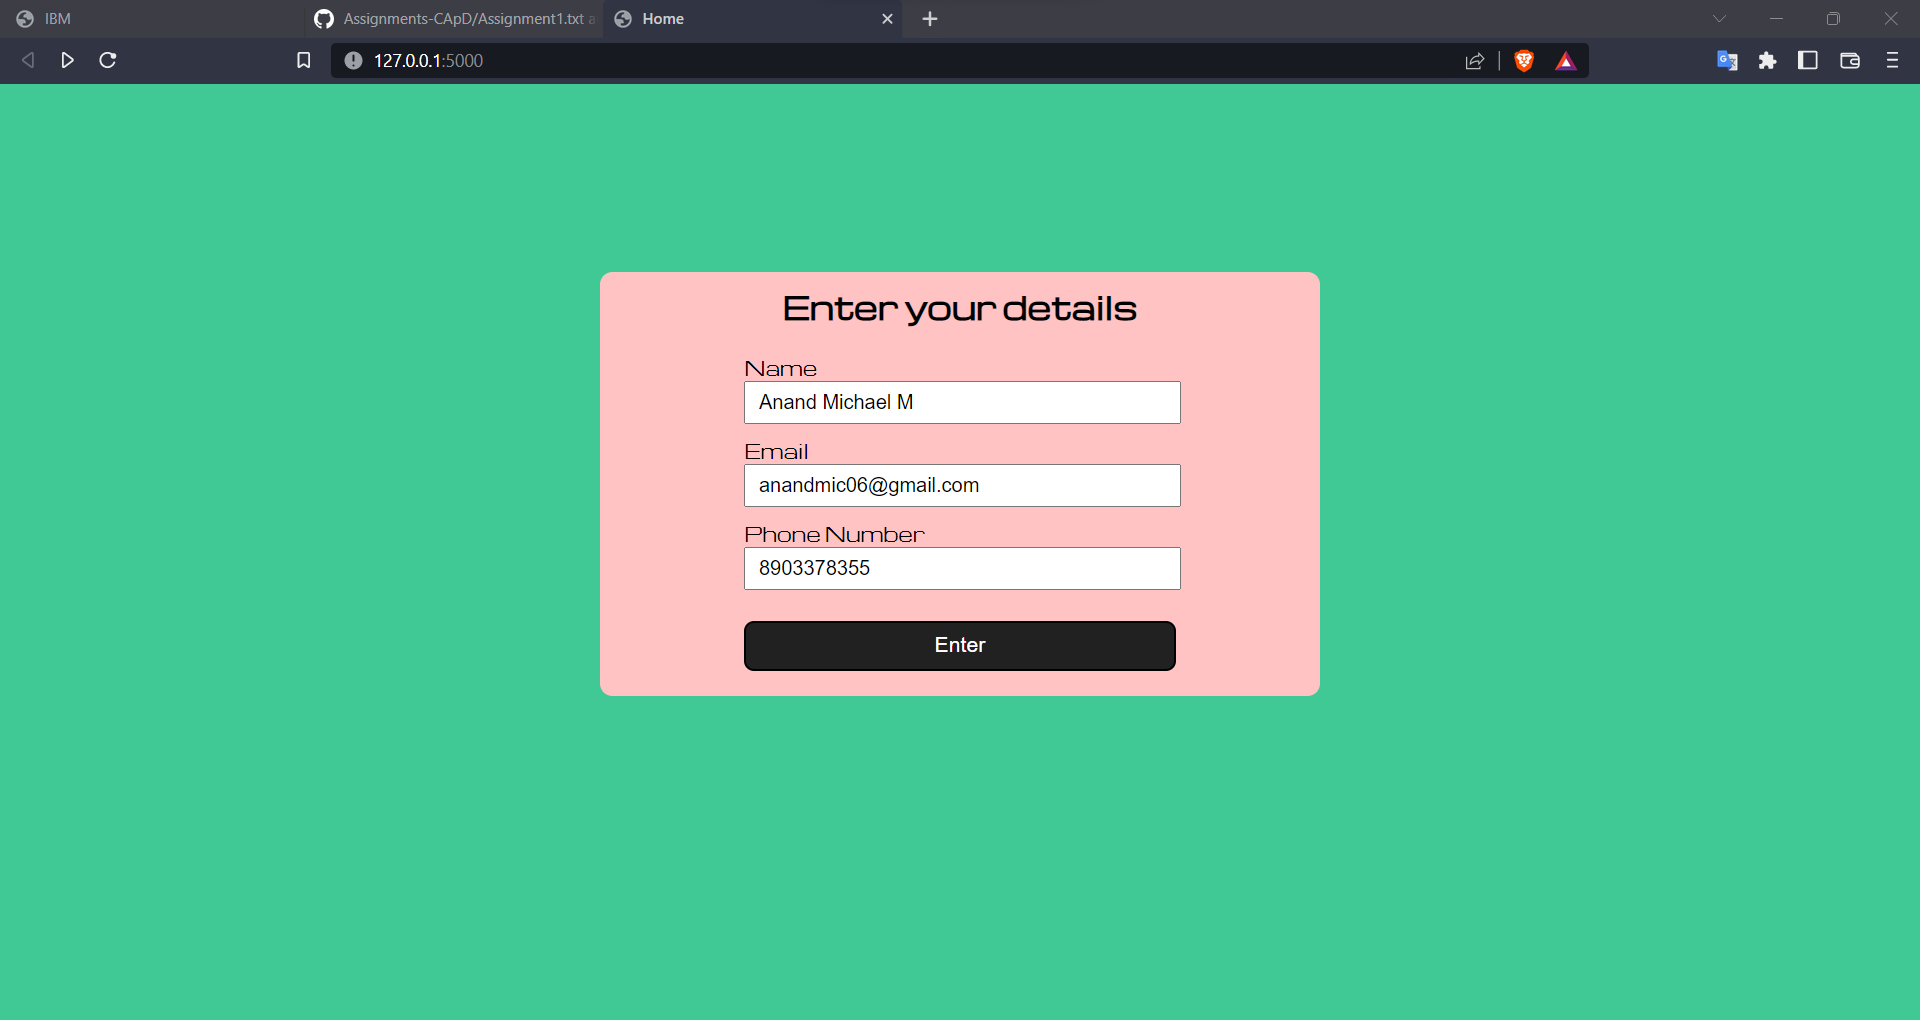 IBM
Assignments-CApD/Assignment1.txt a
Home
127.0.0.1:5000
Enter your details
Name
Anand Michael M
Email
anandmic06@gmail.com
Phone Number
8903378355
Enter